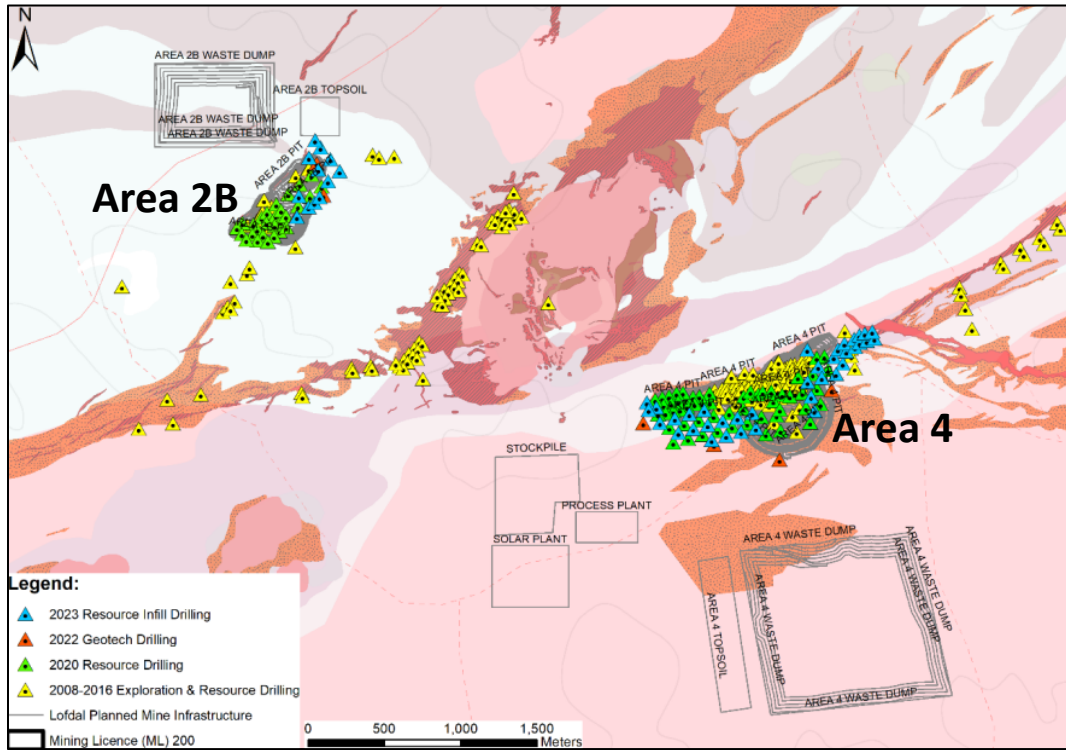 N
AREA 2B WASTE DUMP
AREA 2B TOPSOIL
AREA 2B WASTE DUMP
AREA 2B WASTE DUMP
AREA 2B PIT
Area 2B
AREA 4 PIT
AREA 4 PIT
AREA 4 PIT
AREA 4 PIT
Area 4
STOCKPILE
PROCESS PLANT
SOLAR PLANT
AREA 4 WASTE DUMP
AREA 4 WASTE DUMP
AREA 4 WASTE DUMP
AREA 4 WASTE DUMP
AREA 4 TOPSOIL
AREA 4 WASTE DUMP
Legend:
2023 Resource Infill Drilling
2022 Geotech Drilling
2020 Resource Drilling
2008-2016 Exploration & Resource Drilling
Lofdal Planned Mine Infrastructure
Mining Licence (ML) 200
0 500 1,000 1,500
Meters